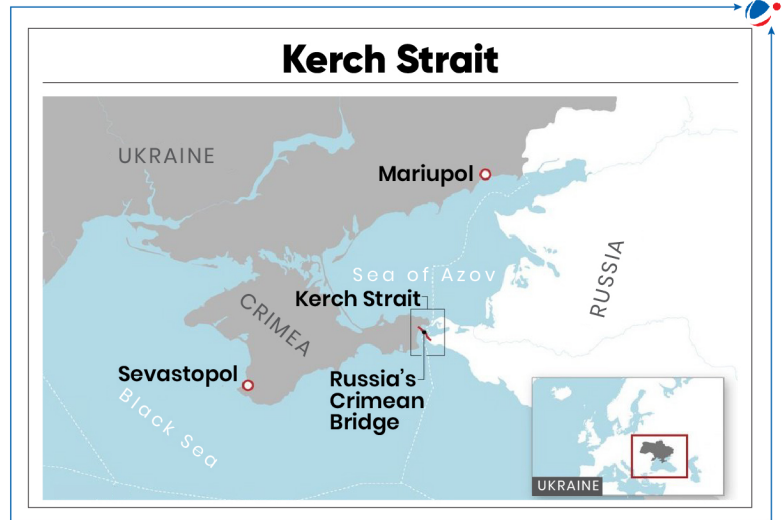 Kerch Strait
UKRAINE
Mariupol
Sea of Azov
RUSSIA
Kerch Strait
CRIMEA
Sevastopol
Russia's
Crimean
Bridge
Black Sea
UKRAINE